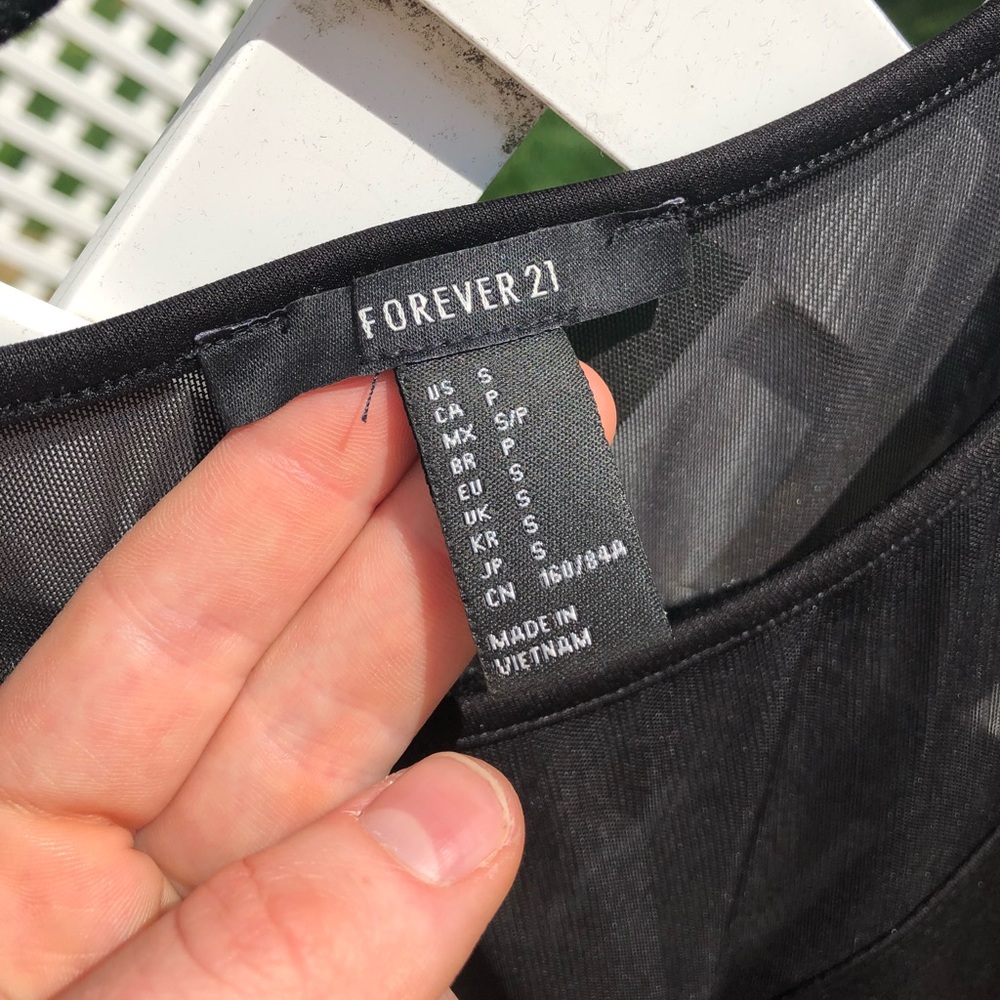 FOREVER 21
US S
CA P
MX S/P
BR P
EU S
UK S
KR S
JP S
CN 160/84A
MADE IN
VIETNAM